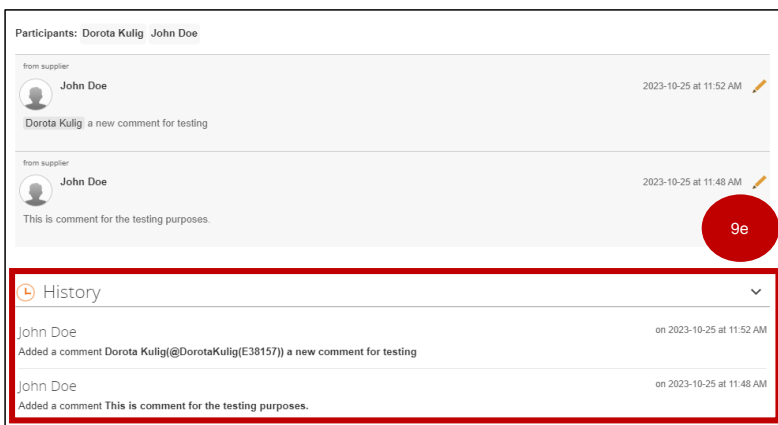 Participants: Dorota Kulig John Doe
from supplier
John Doe 2023-10-25 at 11:52 AM
Dorota Kulig a new comment for testing
from supplier
John Doe 2023-10-25 at 11:48 AM
This is comment for the testing purposes.
9e
History
John Doe on 2023-10-25 at 11:52 AM
Added a comment Dorota Kulig(@DorotaKulig(E38157)) a new comment for testing
John Doe on 2023-10-25 at 11:48 AM
Added a comment This is comment for the testing purposes.